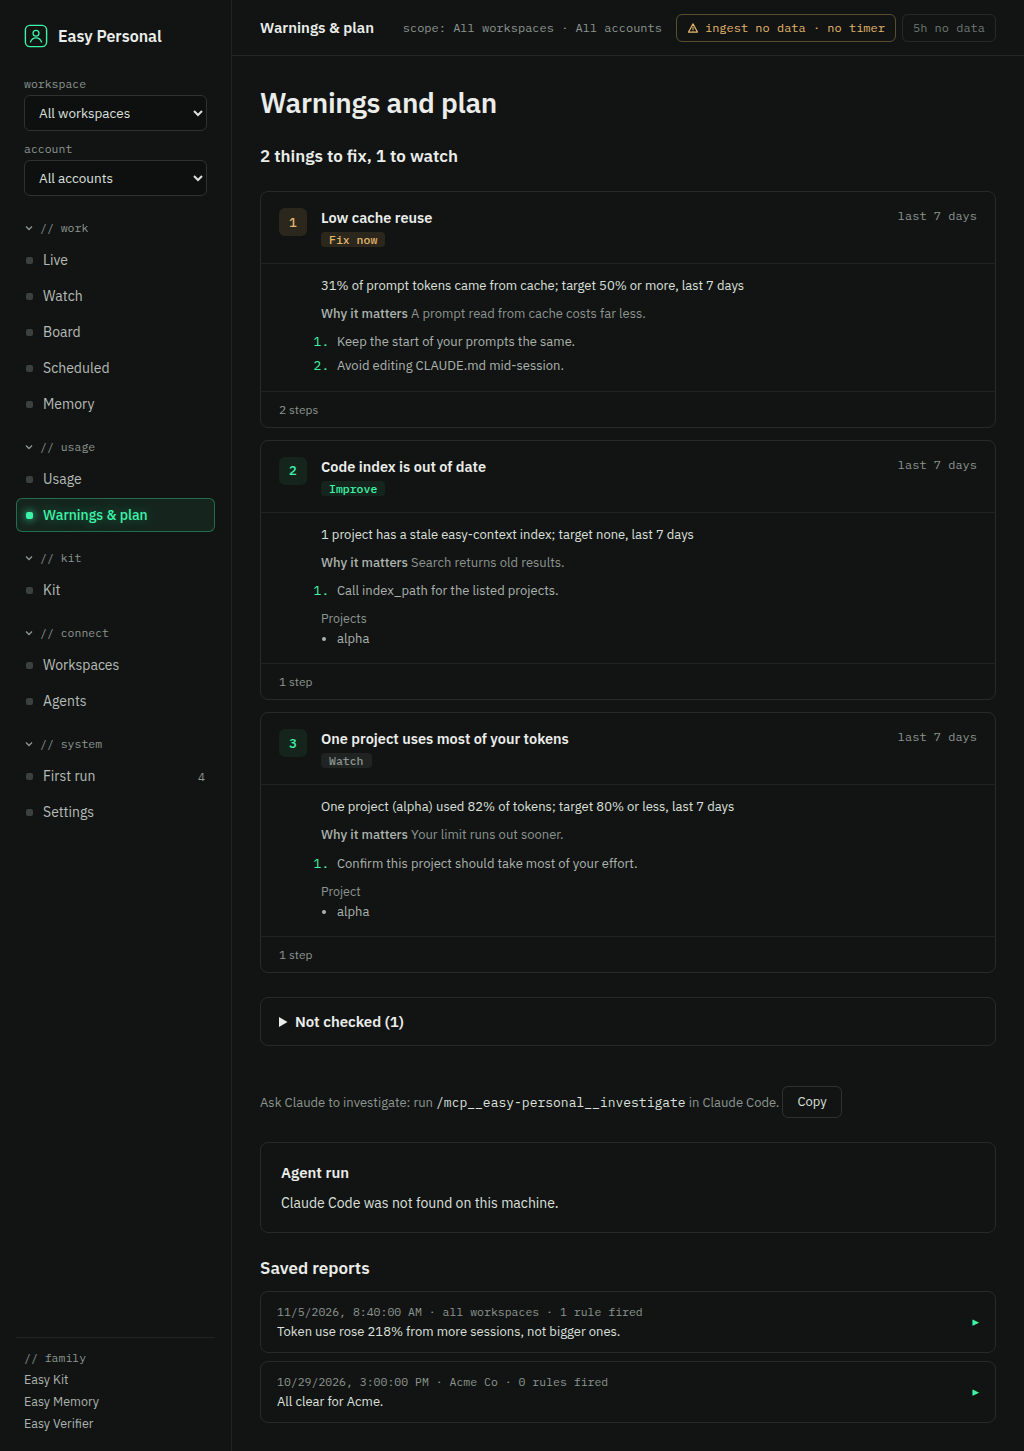 Easy Personal
workspace
All workspaces
account
All accounts
// work
Live
Watch
Board
Scheduled
Memory
// usage
Usage
Warnings & plan
// kit
Kit
// connect
Workspaces
Agents
// system
First run 4
Settings
// family
Easy Kit
Easy Memory
Easy Verifier
Warnings & plan scope: All workspaces · All accounts ⚠ ingest no data · no timer 5h no data
Warnings and plan
2 things to fix, 1 to watch
1 Low cache reuse last 7 days
Fix now
31% of prompt tokens came from cache; target 50% or more, last 7 days
Why it matters A prompt read from cache costs far less.
1. Keep the start of your prompts the same.
2. Avoid editing CLAUDE.md mid-session.
2 steps
2 Code index is out of date last 7 days
Improve
1 project has a stale easy-context index; target none, last 7 days
Why it matters Search returns old results.
1. Call index_path for the listed projects.
Projects
• alpha
1 step
3 One project uses most of your tokens last 7 days
Watch
One project (alpha) used 82% of tokens; target 80% or less, last 7 days
Why it matters Your limit runs out sooner.
1. Confirm this project should take most of your effort.
Project
• alpha
1 step
▶ Not checked (1)
Ask Claude to investigate: run /mcp__easy-personal__investigate in Claude Code. Copy
Agent run
Claude Code was not found on this machine.
Saved reports
11/5/2026, 8:40:00 AM · all workspaces · 1 rule fired
Token use rose 218% from more sessions, not bigger ones.
10/29/2026, 3:00:00 PM · Acme Co · 0 rules fired
All clear for Acme.